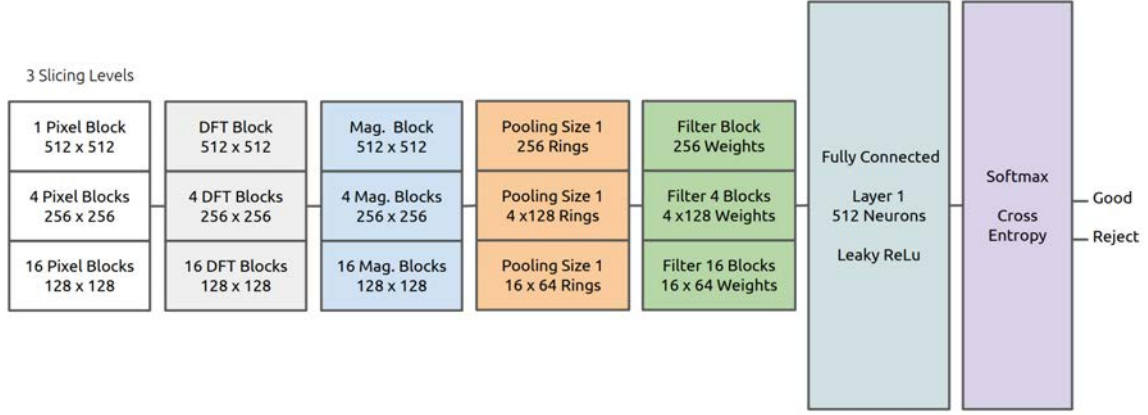 3 Slicing Levels
1 Pixel Block
512 x 512
4 Pixel Blocks
256 x 256
16 Pixel Blocks
128 x 128
DFT Block
512 x 512
4 DFT Blocks
256 x 256
16 DFT Blocks
128 x 128
Mag. Block
512 x 512
4 Mag. Blocks
256 x 256
16 Mag. Blocks
128 x 128
Pooling Size 1
256 Rings
Pooling Size 1
4 x128 Rings
Pooling Size 1
16 x 64 Rings
Filter Block
256 Weights
Filter 4 Blocks
4 x128 Weights
Filter 16 Blocks
16 x 64 Weights
Fully Connected
Layer 1
512 Neurons
Leaky ReLu
Softmax
Cross
Entropy
Good
Reject